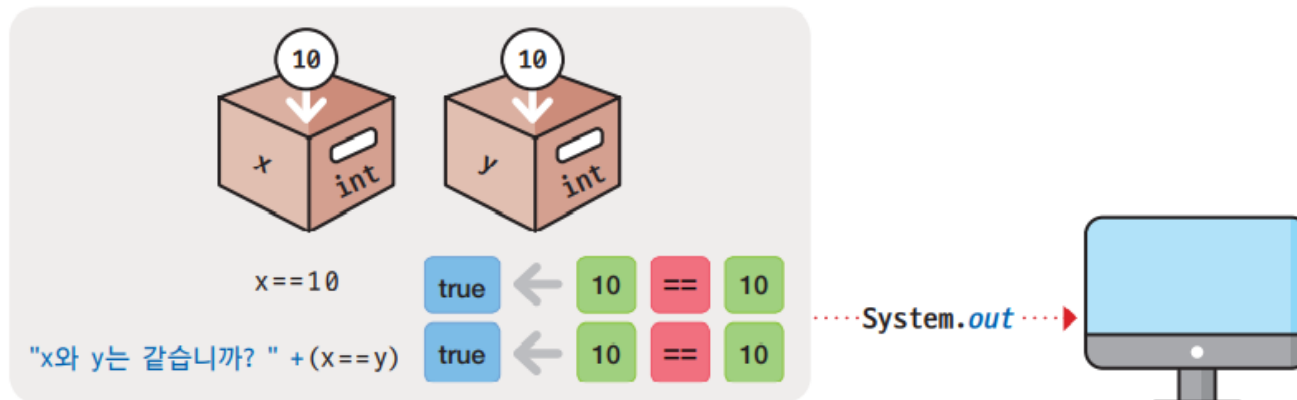 10 10
x y
int int
x==10 true 10 == 10
System.out
"x와 y는 같습니까? " +(x==y) true 10 == 10